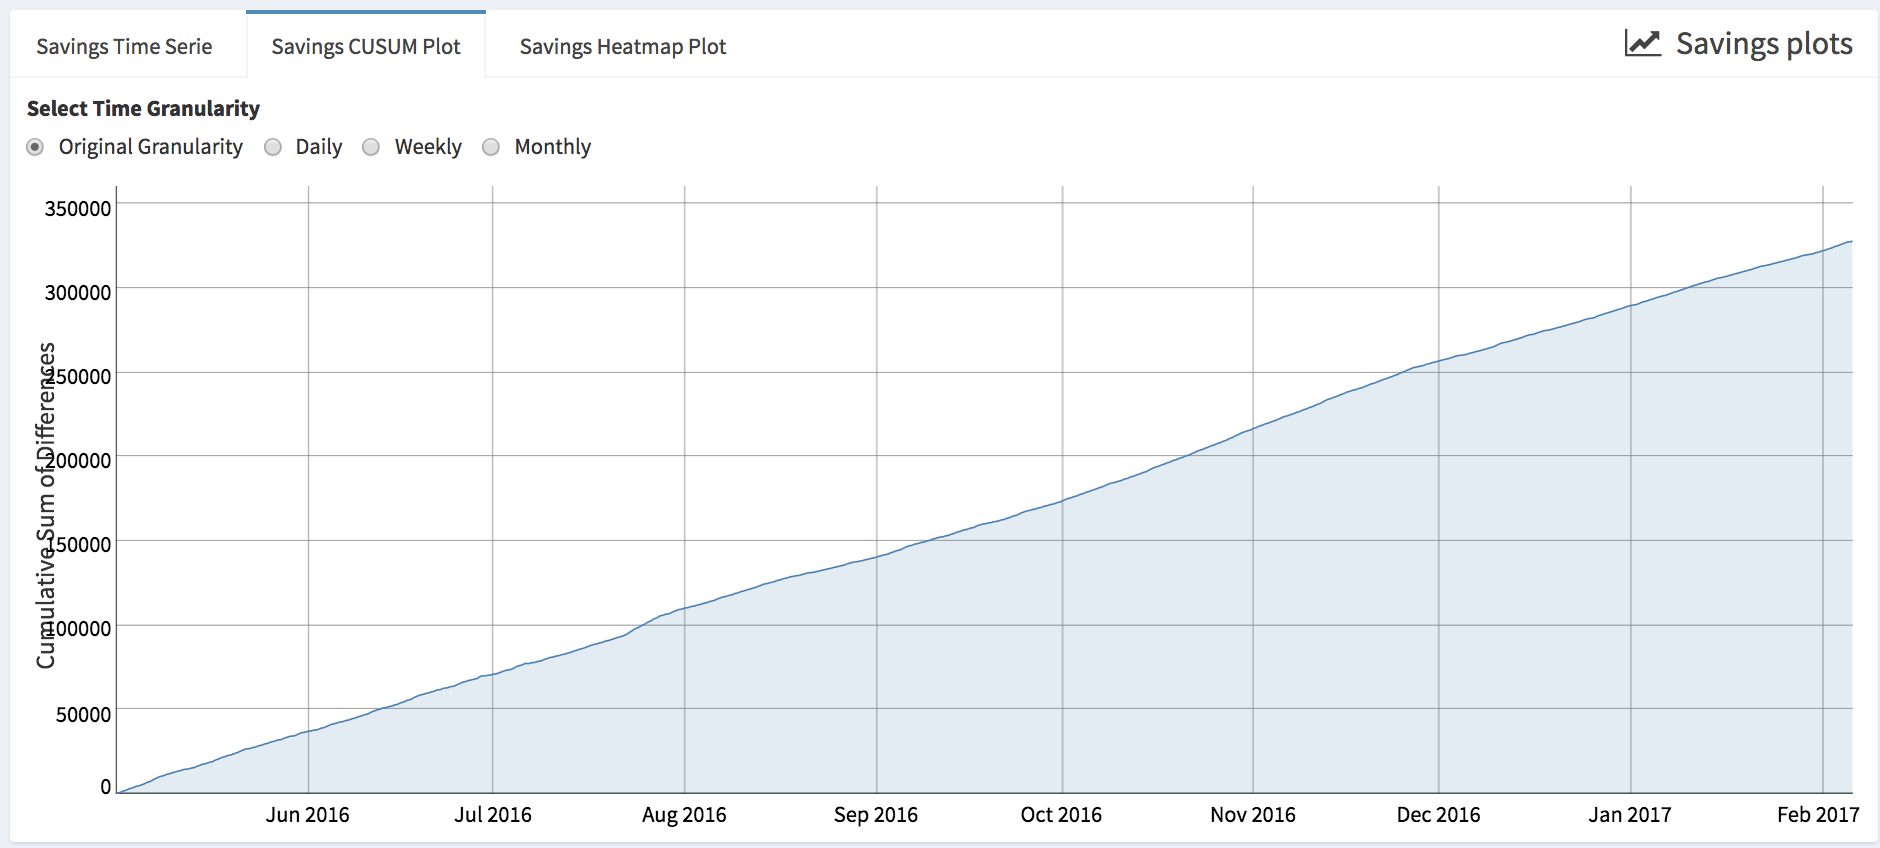 Savings Time Serie
Savings CUSUM Plot
Savings Heatmap Plot
Savings plots
Select Time Granularity
Original Granularity
Daily
Weekly
Monthly
350000
300000
250000
200000
150000
100000
50000
0
Cumulative Sum of Differences
Jun 2016
Jul 2016
Aug 2016
Sep 2016
Oct 2016
Nov 2016
Dec 2016
Jan 2017
Feb 2017